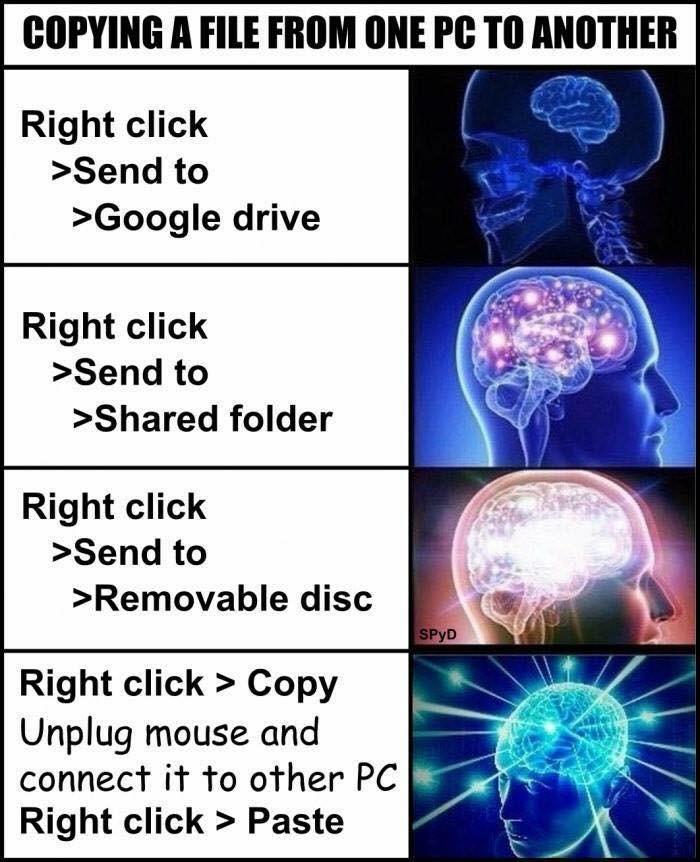 COPYING A FILE FROM ONE PC TO ANOTHER
Right click
>Send to
>Google drive
Right click
>Send to
>Shared folder
Right click
>Send to
>Removable disc
SPyD
Right click > Copy
Unplug mouse and
connect it to other PC
Right click > Paste